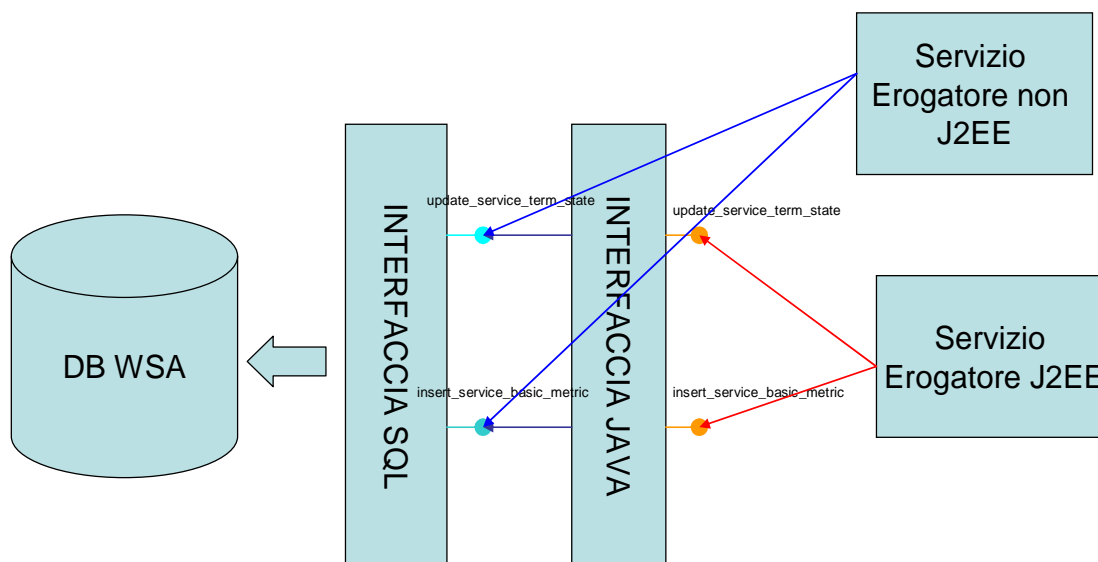 Servizio
Erogatore non
J2EE
update_service_term_state
update_service_term_state
INTERFACCIA SQL
INTERFACCIA JAVA
DB WSA
Servizio
Erogatore J2EE
insert_service_basic_metric
insert_service_basic_metric